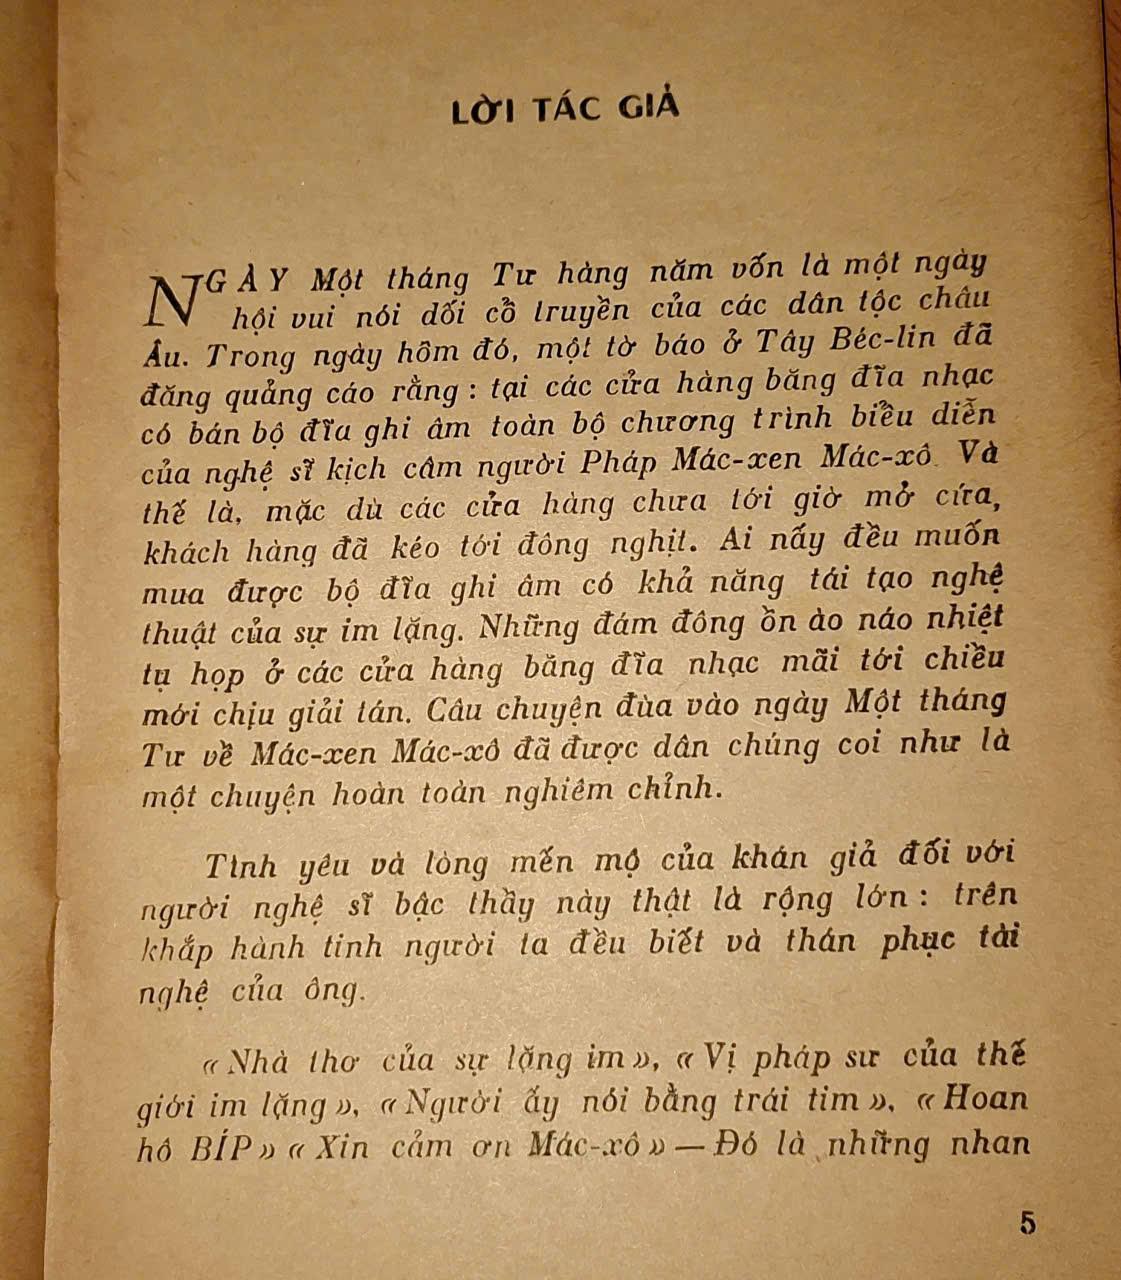 LỜI TÁC GIẢ
NGÀY Một tháng Tư hàng năm vốn là một ngày
hội vui nói dối cổ truyền của các dân tộc châu
Âu. Trong ngày hôm đó, một tờ báo ở Tây Béc-lin đã
đăng quảng cáo rằng : tại các cửa hàng băng đĩa nhạc
có bán bộ đĩa ghi âm toàn bộ chương trình biểu diễn
của nghệ sĩ kịch câm người Pháp Mác-xen Mác-xô. Và
thế là, mặc dù các cửa hàng chưa tới giờ mở cửa,
khách hàng đã kéo tới đông nghịt. Ai nấy đều muốn
mua được bộ đĩa ghi âm có khả năng tái tạo nghệ
thuật của sự im lặng. Những đám đông ồn ào náo nhiệt
tụ họp ở các cửa hàng băng đĩa nhạc mãi tới chiều
mới chịu giải tán. Câu chuyện đùa vào ngày Một tháng
Tư về Mác-xen Mác-xô đã được dân chúng coi như là
một chuyện hoàn toàn nghiêm chỉnh.
Tình yêu và lòng mến mộ của khán giả đối với
người nghệ sĩ bậc thầy này thật là rộng lớn : trên
khắp hành tinh người ta đều biết và thán phục tài
nghệ của ông.
« Nhà thơ của sự lặng im », « Vị pháp sư của thế
giới im lặng », « Người ấy nói bằng trái tim », « Hoan
hô BÍP » « Xin cảm ơn Mác-xô » — Đó là những nhan
5